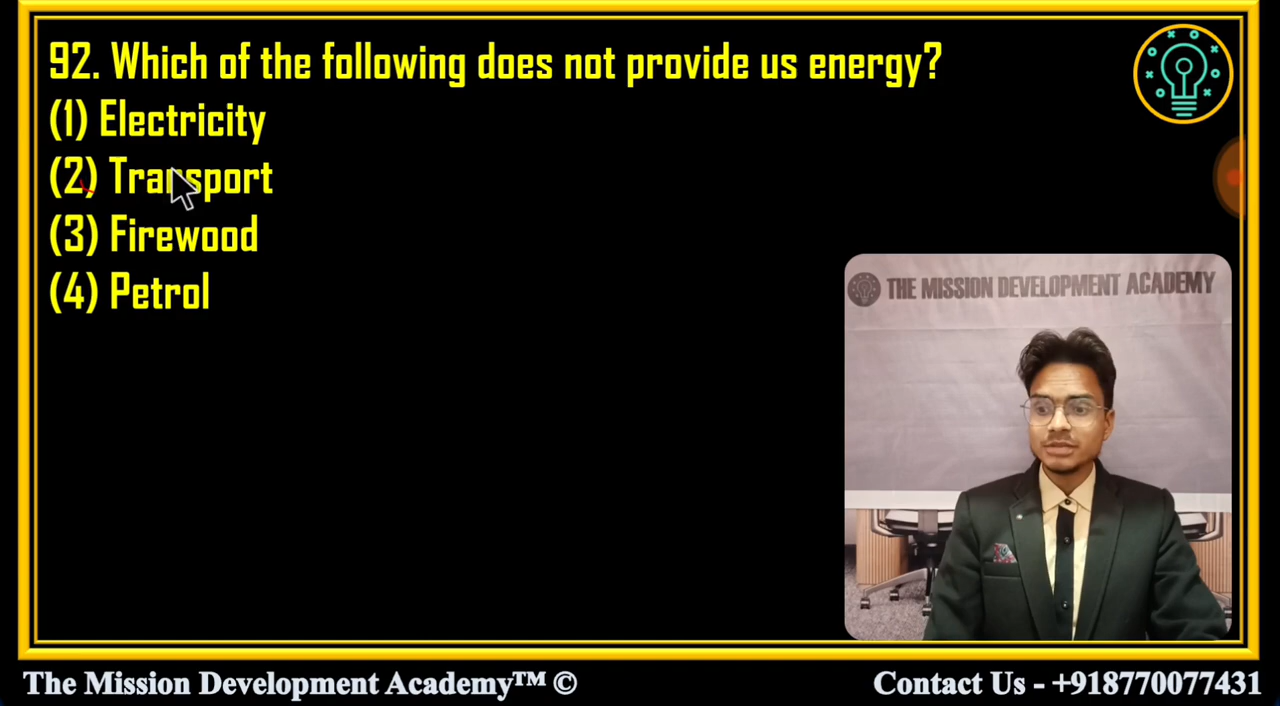 92. Which of the following does not provide us energy?
(1) Electricity
(2) Transport
(3) Firewood
(4) Petrol
THE MISSION DEVELOPMENT ACADEMY
The Mission Development Academy™ © Contact Us - +918770077431